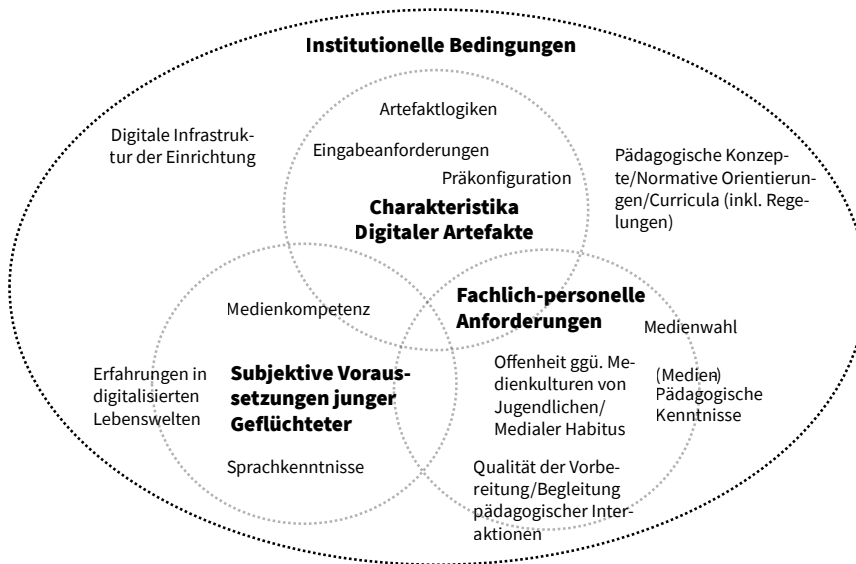 Institutionelle Bedingungen
Artefaktlogiken
Digitale Infrastruk-
tur der Einrichtung
Eingabeanforderungen
Pädagogische Konzep-
te/Normative Orientierun-
gen/Curricula (inkl. Rege-
lungen)
Präkonfiguration
Charakteristika
Digitaler Artefakte
Fachlich-personelle
Anforderungen
Medienkompetenz
Medienwahl
Erfahrungen in
digitalisierten
Lebenswelten
Subjektive Voraus-
setzungen junger
Geflüchteter
Offenheit ggü. Me-
dienkulturen von
Jugendlichen/
Medialer Habitus
(Medien)
Pädagogische
Kenntnisse
Sprachkenntnisse
Qualität der Vorbe-
reitung/Begleitung
pädagogischer Inter-
aktionen